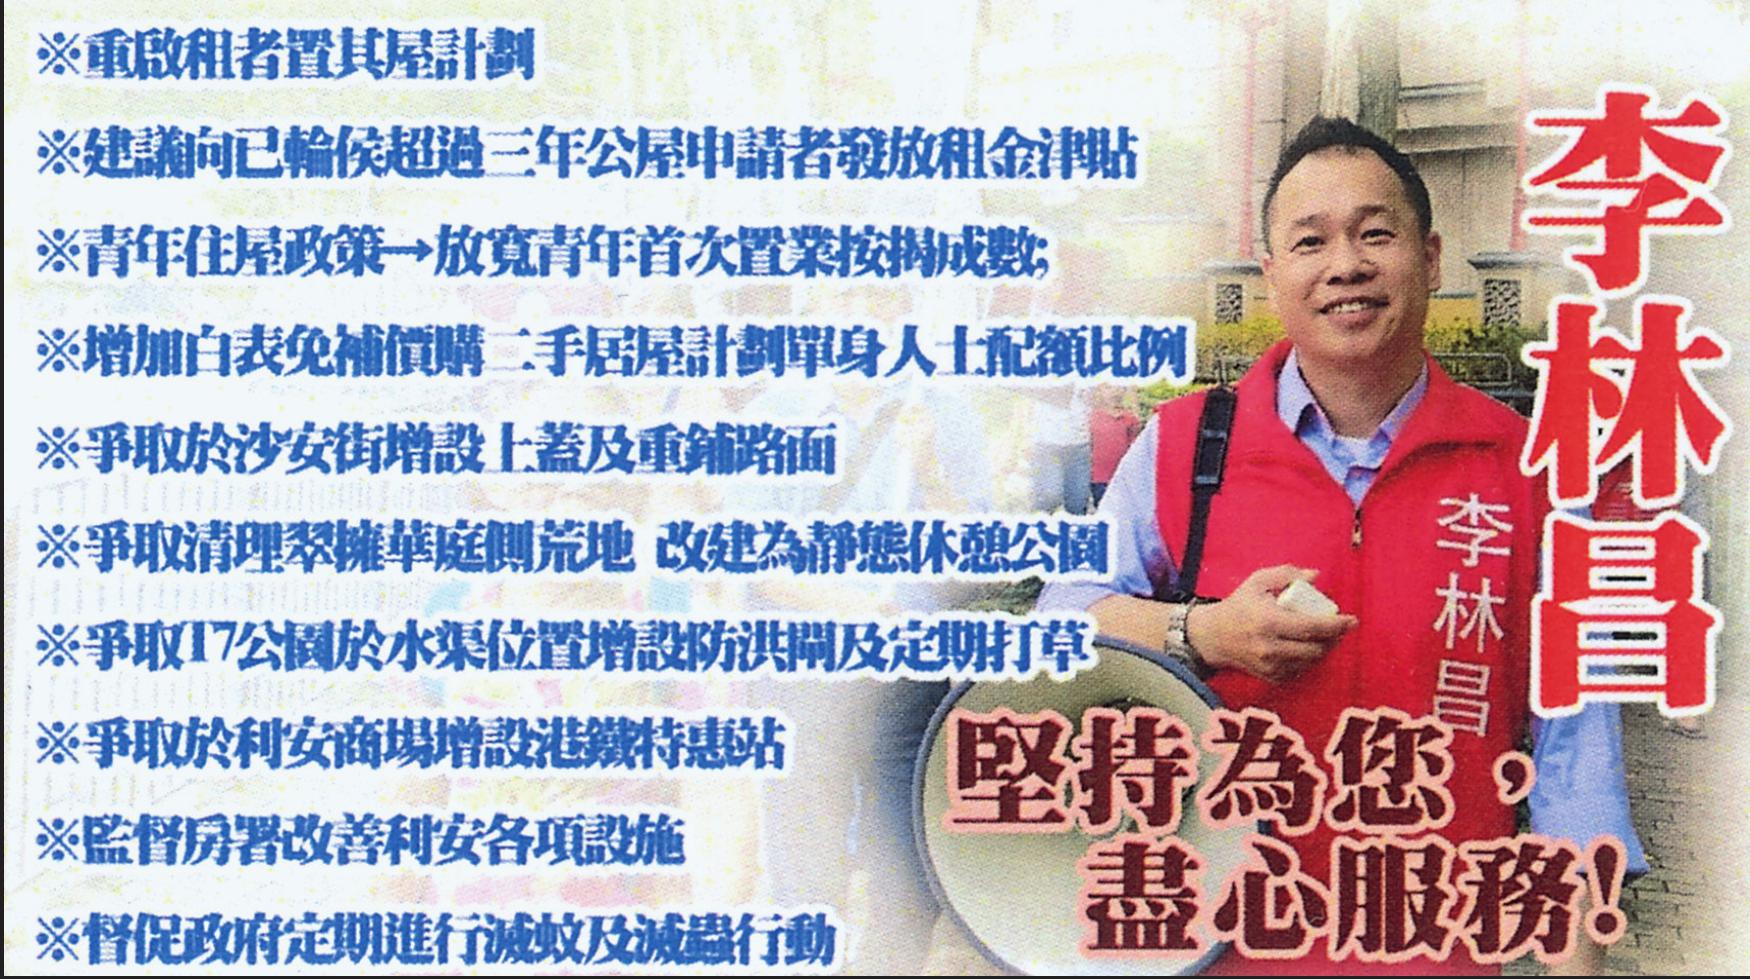 ※重啟租者置其屋計劃
※建議向已輪侯超過三年公屋申請者發放租金津貼
※青年住屋政策→放寬青年首次置業按揭成數;
※增加白表免補價購二手居屋計劃單身人士配額比例
※爭取於沙安街增設上蓋及重鋪路面
※爭取清理翠擁華庭側荒地 改建為靜態休憩公園
※爭取17公園於水渠位置增設防洪閘及定期打草
※爭取於利安商場增設港鐵特惠站
※監督房署改善利安各項設施
※督促政府定期進行滅蚊及滅蟲行動
李林昌
李林昌
堅持為您，
盡心服務!